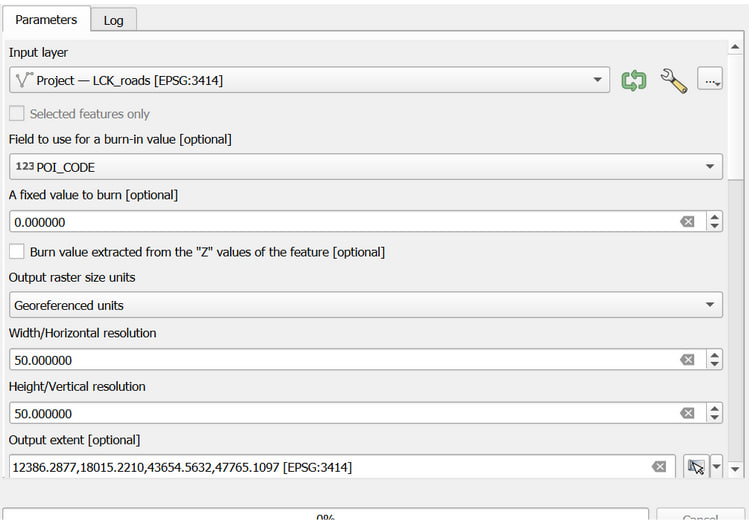 Parameters
Log
Input layer
Project — LCK_roads [EPSG:3414]
...
Selected features only
Field to use for a burn-in value [optional]
123 POI_CODE
A fixed value to burn [optional]
0.000000
Burn value extracted from the "Z" values of the feature [optional]
Output raster size units
Georeferenced units
Width/Horizontal resolution
50.000000
Height/Vertical resolution
50.000000
Output extent [optional]
12386.2877,18015.2210,43654.5632,47765.1097 [EPSG:3414]
0%
Cancel